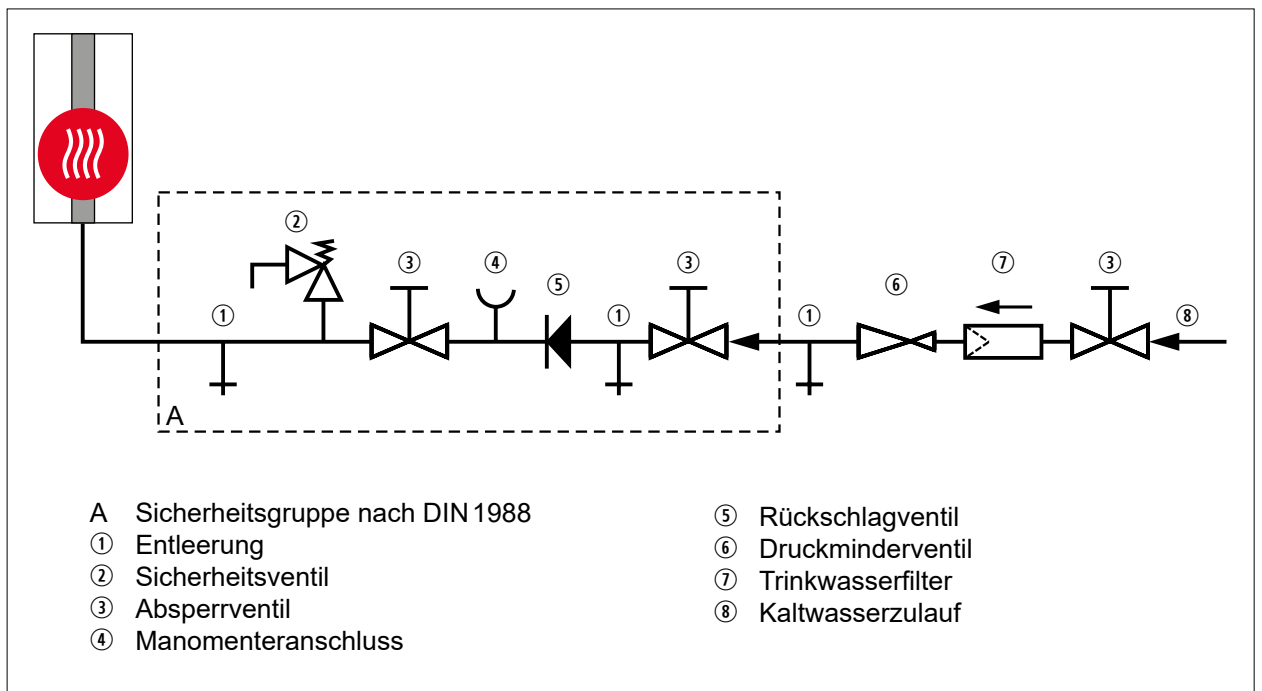 ②
③
④
⑤
③
①
①
①
⑥
⑦
③
⑧
A
A Sicherheitsgruppe nach DIN 1988
① Entleerung
② Sicherheitsventil
③ Absperrventil
④ Manometeranschluss
⑤ Rückschlagventil
⑥ Druckminderventil
⑦ Trinkwasserfilter
⑧ Kaltwasserzulauf